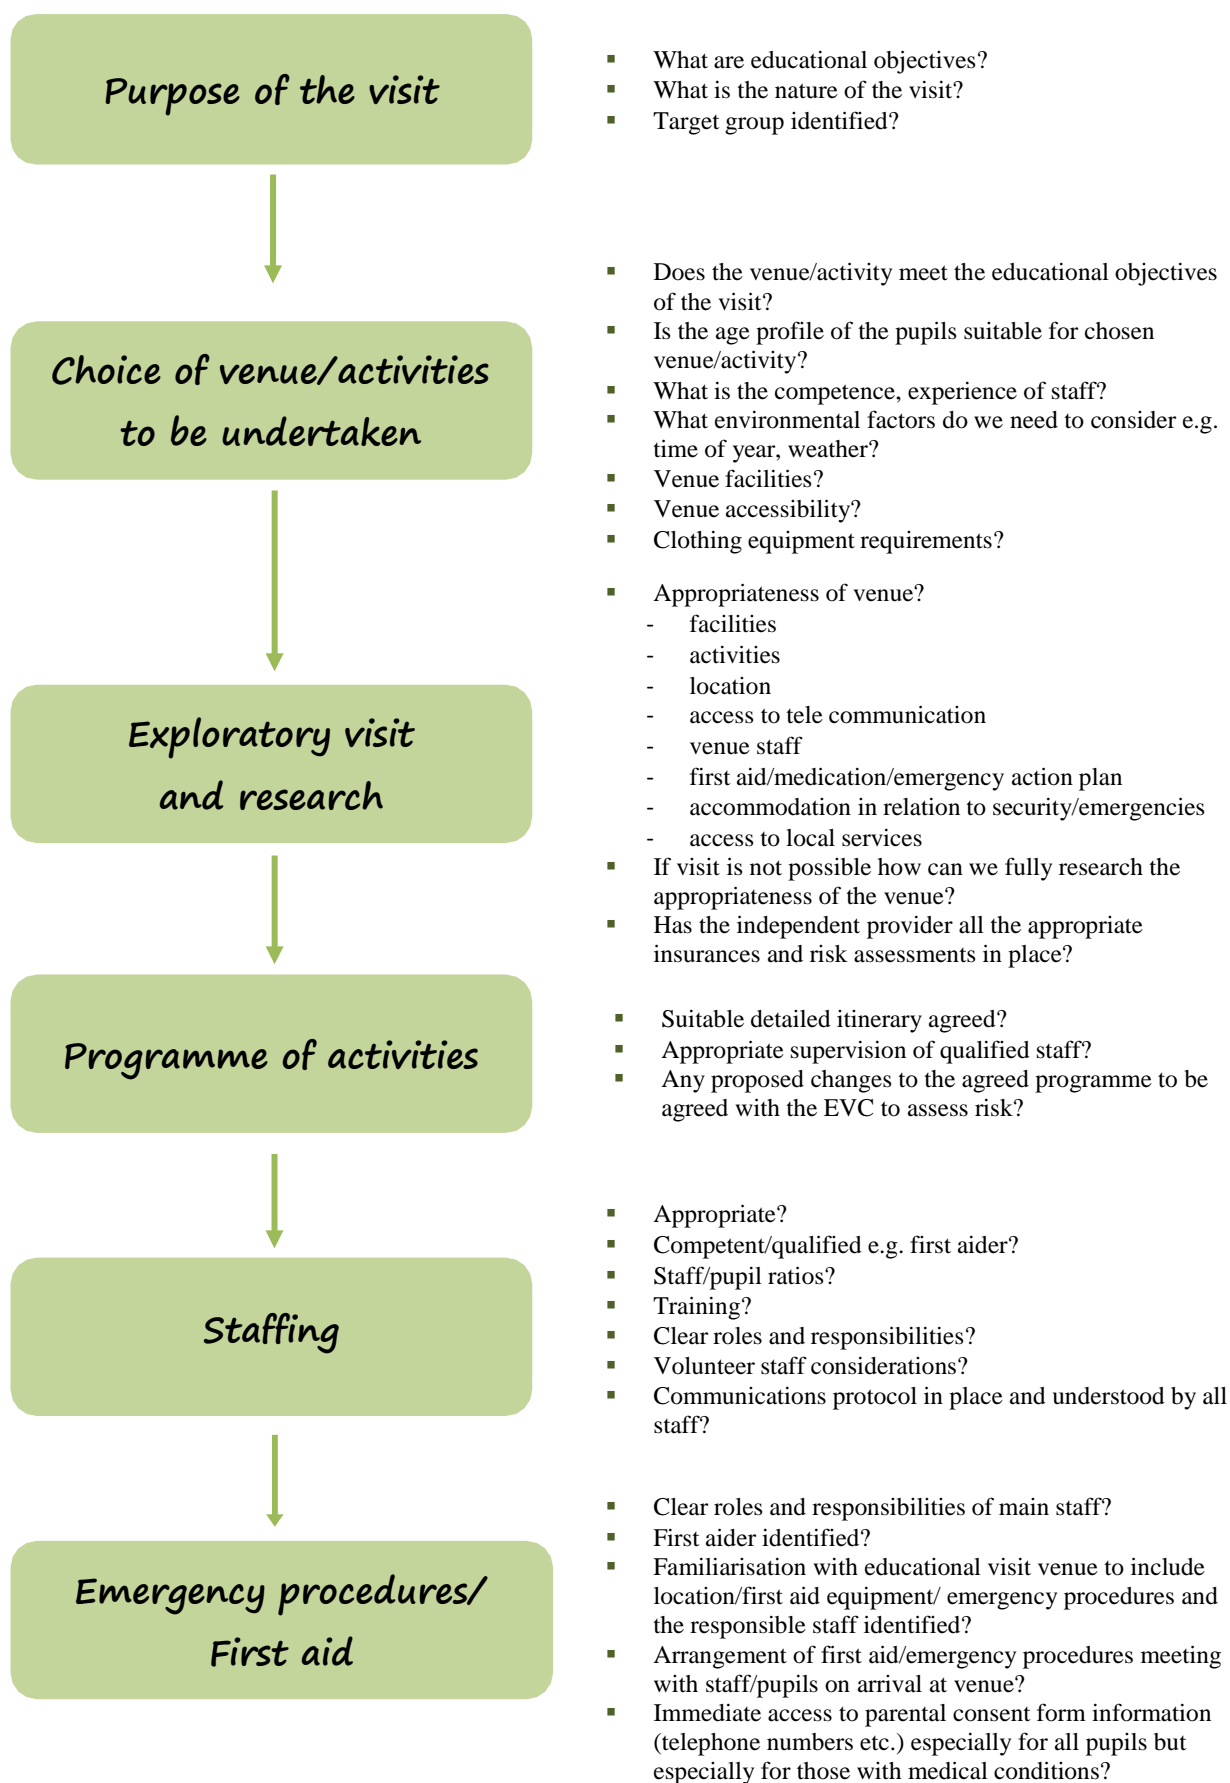 Purpose of the visit
▪ What are educational objectives?
▪ What is the nature of the visit?
▪ Target group identified?
Choice of venue/activities
to be undertaken
▪ Does the venue/activity meet the educational objectives
of the visit?
▪ Is the age profile of the pupils suitable for chosen
venue/activity?
▪ What is the competence, experience of staff?
▪ What environmental factors do we need to consider e.g.
time of year, weather?
▪ Venue facilities?
▪ Venue accessibility?
▪ Clothing equipment requirements?
Exploratory visit
and research
▪ Appropriateness of venue?
- facilities
- activities
- location
- access to tele communication
- venue staff
- first aid/medication/emergency action plan
- accommodation in relation to security/emergencies
- access to local services
▪ If visit is not possible how can we fully research the
appropriateness of the venue?
▪ Has the independent provider all the appropriate
insurances and risk assessments in place?
Programme of activities
▪ Suitable detailed itinerary agreed?
▪ Appropriate supervision of qualified staff?
▪ Any proposed changes to the agreed programme to be
agreed with the EVC to assess risk?
Staffing
▪ Appropriate?
▪ Competent/qualified e.g. first aider?
▪ Staff/pupil ratios?
▪ Training?
▪ Clear roles and responsibilities?
▪ Volunteer staff considerations?
▪ Communications protocol in place and understood by all
staff?
Emergency procedures/
First aid
▪ Clear roles and responsibilities of main staff?
▪ First aider identified?
▪ Familiarisation with educational visit venue to include
location/first aid equipment/ emergency procedures and
the responsible staff identified?
▪ Arrangement of first aid/emergency procedures meeting
with staff/pupils on arrival at venue?
▪ Immediate access to parental consent form information
(telephone numbers etc.) especially for all pupils but
especially for those with medical conditions?